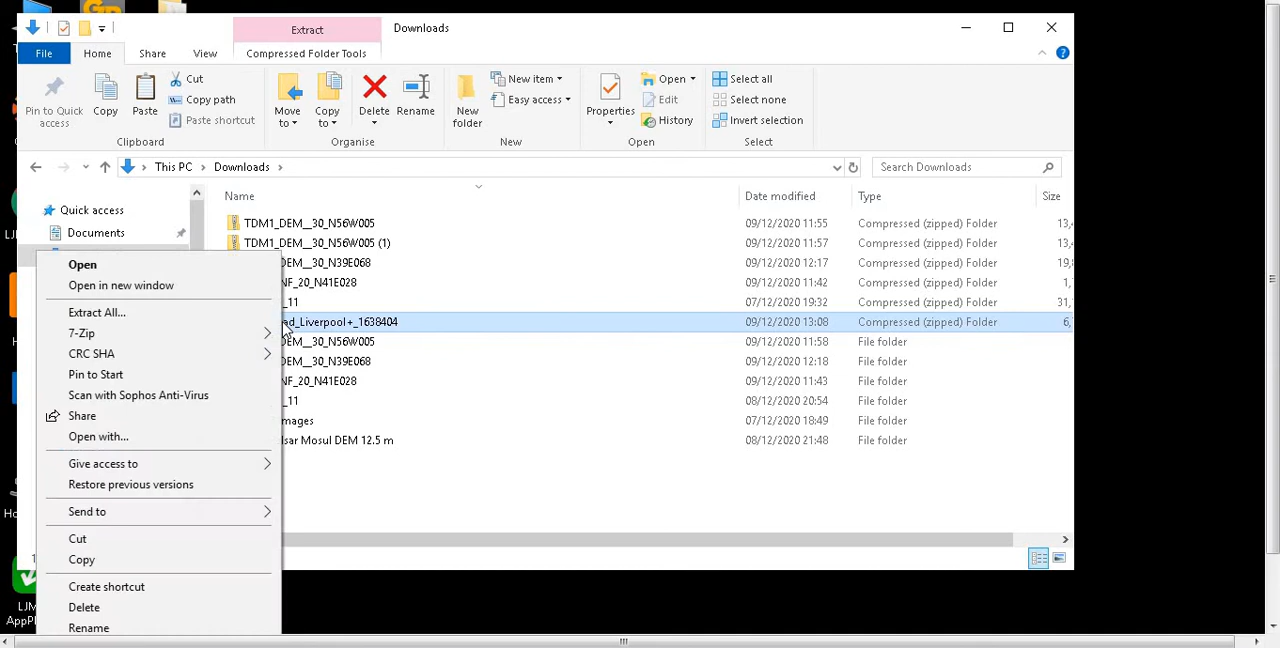 Extract
Downloads
File
Home
Share
View
Compressed Folder Tools
Pin to Quick access
Copy
Paste
Cut
Copy path
Paste shortcut
Move to
Copy to
Delete
Rename
New folder
New item
Easy access
Properties
Open
Edit
History
Select all
Select none
Invert selection
Clipboard
Organise
New
Open
Select
This PC > Downloads >
Search Downloads
Name Date modified Type Size
Quick access
Documents
TDM1_DEM__30_N56W005 09/12/2020 11:55 Compressed (zipped) Folder 13,
TDM1_DEM__30_N56W005 (1) 09/12/2020 11:57 Compressed (zipped) Folder 13,
DEM__30_N39E068 09/12/2020 12:17 Compressed (zipped) Folder 19,
NF_20_N41E028 09/12/2020 11:42 Compressed (zipped) Folder 1,
_11 07/12/2020 19:32 Compressed (zipped) Folder 31,
ad_Liverpool+_1638404 09/12/2020 13:08 Compressed (zipped) Folder 6,
DEM__30_N56W005 09/12/2020 11:58 File folder
DEM__30_N39E068 09/12/2020 12:18 File folder
NF_20_N41E028 09/12/2020 11:43 File folder
_11 08/12/2020 20:54 File folder
mages 07/12/2020 18:49 File folder
lsar Mosul DEM 12.5 m 08/12/2020 21:48 File folder
Open
Open in new window
Extract All...
7-Zip
CRC SHA
Pin to Start
Scan with Sophos Anti-Virus
Share
Open with...
Give access to
Restore previous versions
Send to
Cut
Copy
Create shortcut
Delete
Rename
LJM
AppPl